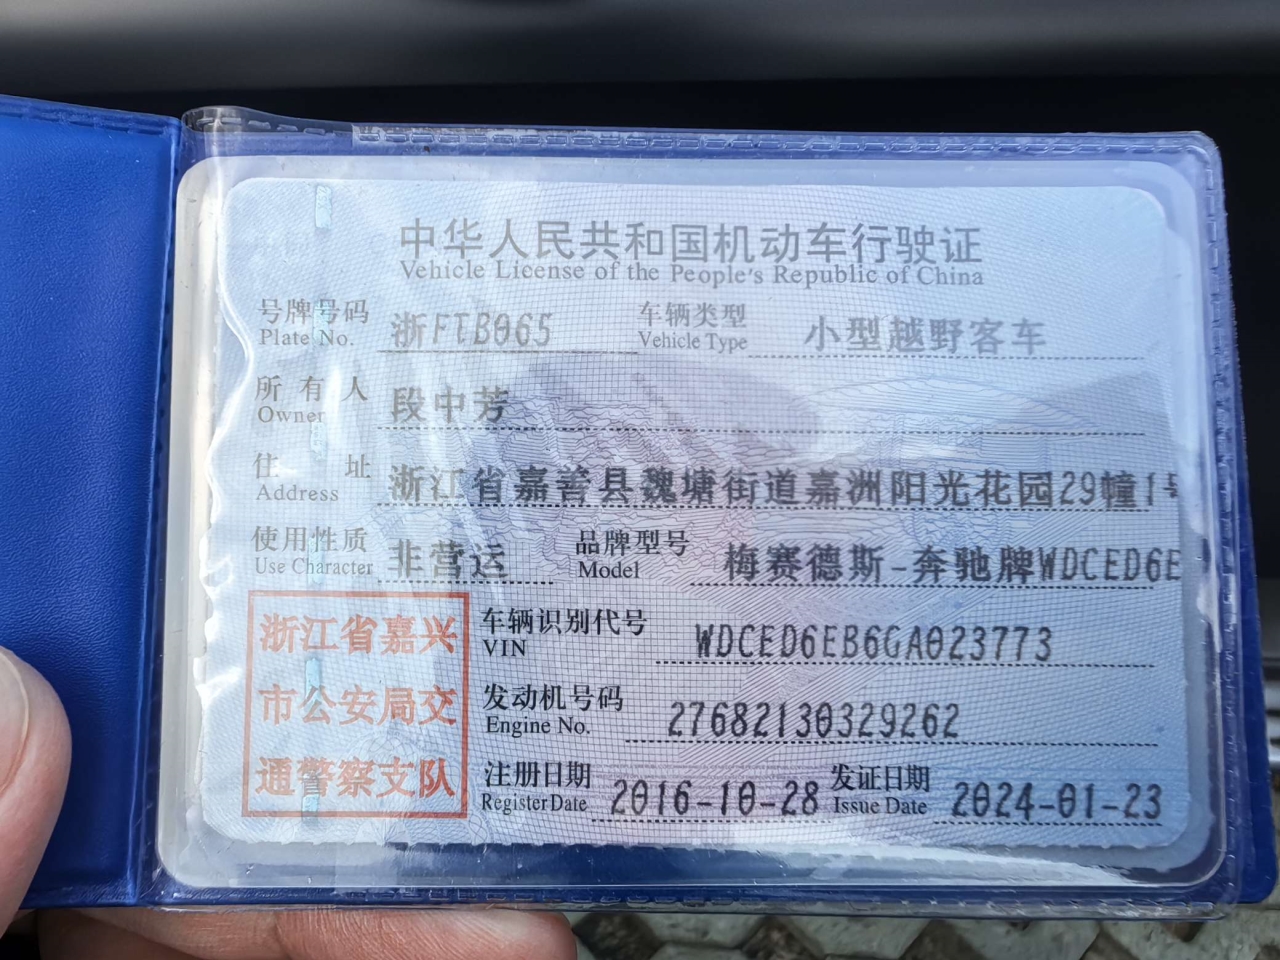 中华人民共和国机动车行驶证
Vehicle License of the People's Republic of China
号牌号码 浙FTB065 车辆类型 小型越野客车
Plate No. Vehicle Type
所有人 段中芳
Owner
住址 浙江省嘉善县魏塘街道嘉洲阳光花园29幢1号
Address
使用性质 非营运 品牌型号 梅赛德斯-奔驰牌WDCED6E
Use Character Model
浙江省嘉兴
市公安局交
通警察支队
车辆识别代号 WDCED6EB6GA023773
VIN
发动机号码 27682130329262
Engine No.
注册日期 2016-10-28 发证日期 2024-01-23
Register Date Issue Date